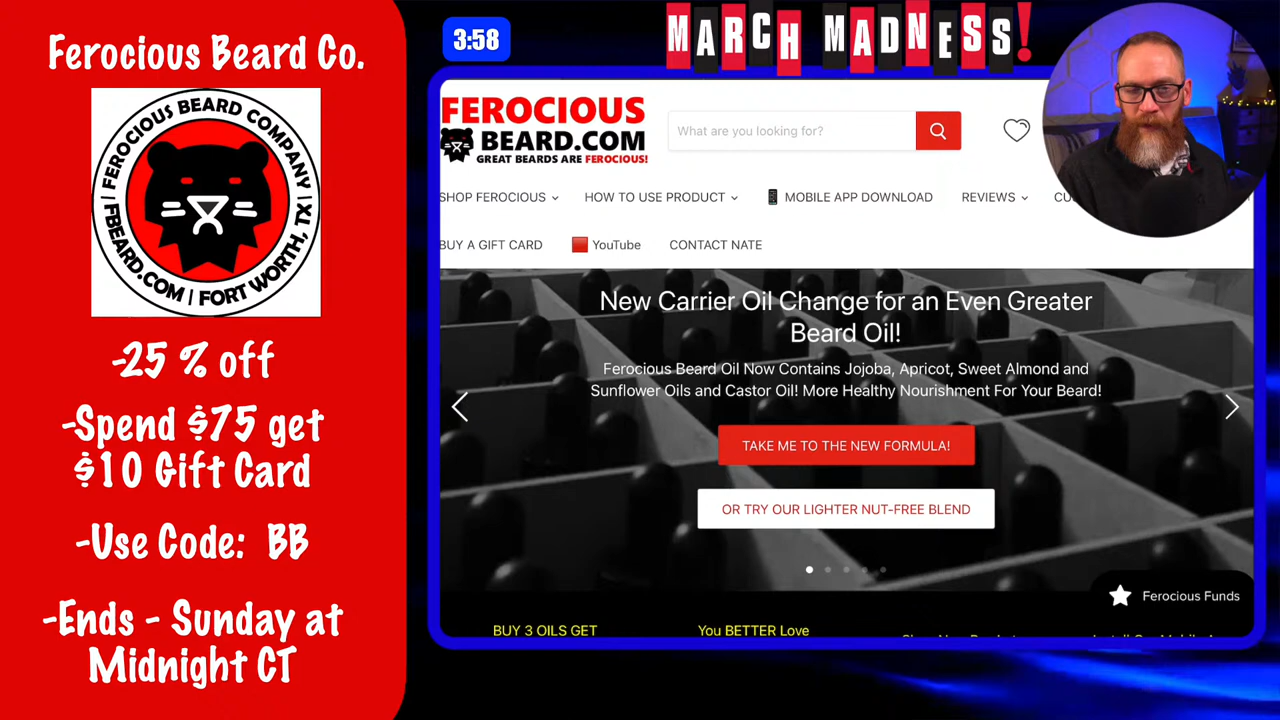 Ferocious Beard Co.
FEROCIOUS BEARD COMPANY
FBEARD.COM | FORT WORTH, TX
-25 % off
-Spend $75 get
$10 Gift Card
-Use Code: BB
-Ends - Sunday at
Midnight CT
3:58
MARCH MADNESS!
FEROCIOUS
BEARD.COM
GREAT BEARDS ARE FEROCIOUS!
What are you looking for?
SHOP FEROCIOUS
HOW TO USE PRODUCT
MOBILE APP DOWNLOAD
REVIEWS
CU
BUY A GIFT CARD
YouTube
CONTACT NATE
New Carrier Oil Change for an Even Greater
Beard Oil!
Ferocious Beard Oil Now Contains Jojoba, Apricot, Sweet Almond and
Sunflower Oils and Castor Oil! More Healthy Nourishment For Your Beard!
TAKE ME TO THE NEW FORMULA!
OR TRY OUR LIGHTER NUT-FREE BLEND
Ferocious Funds
BUY 3 OILS GET
You BETTER Love